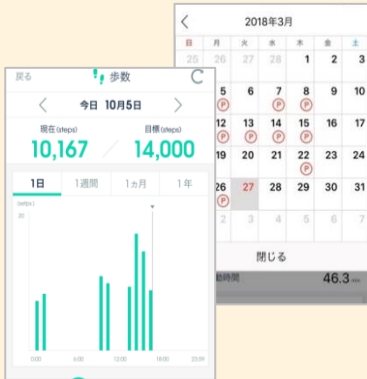 2018年3月
日 月 火 水 木 金 土
25 26 27 28 1 2 3
5 6 7 8 9 10
P P P
12 13 14 15 16 17
P P P P
19 20 21 22 23 24
P
26 27 28 29 30 31
P
2 3 4 5 6 7
閉じる
動時間 46.3
戻る 歩数
今日 10月5日
現在(steps) 目標(steps)
10,167 / 14,000
1日 1週間 1ヵ月 1年
(steps)
20
0:00 6:00 12:00 18:00 23:59